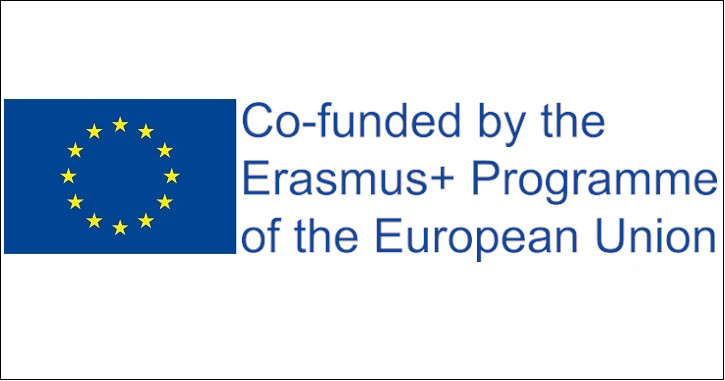 Co-funded by the
Erasmus+ Programme
of the European Union